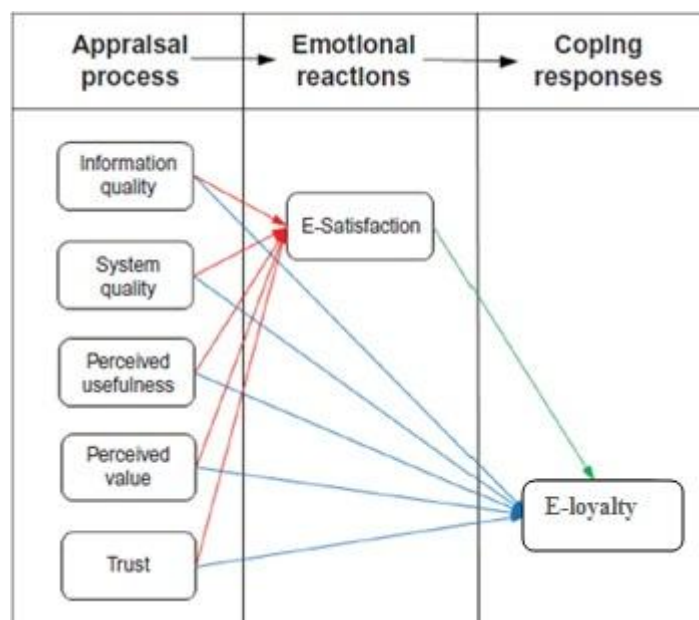 Appraisal
process
Emotional
reactions
Coping
responses
Information
quality
E-Satisfaction
System
quality
Perceived
usefulness
Perceived
value
E-loyalty
Trust